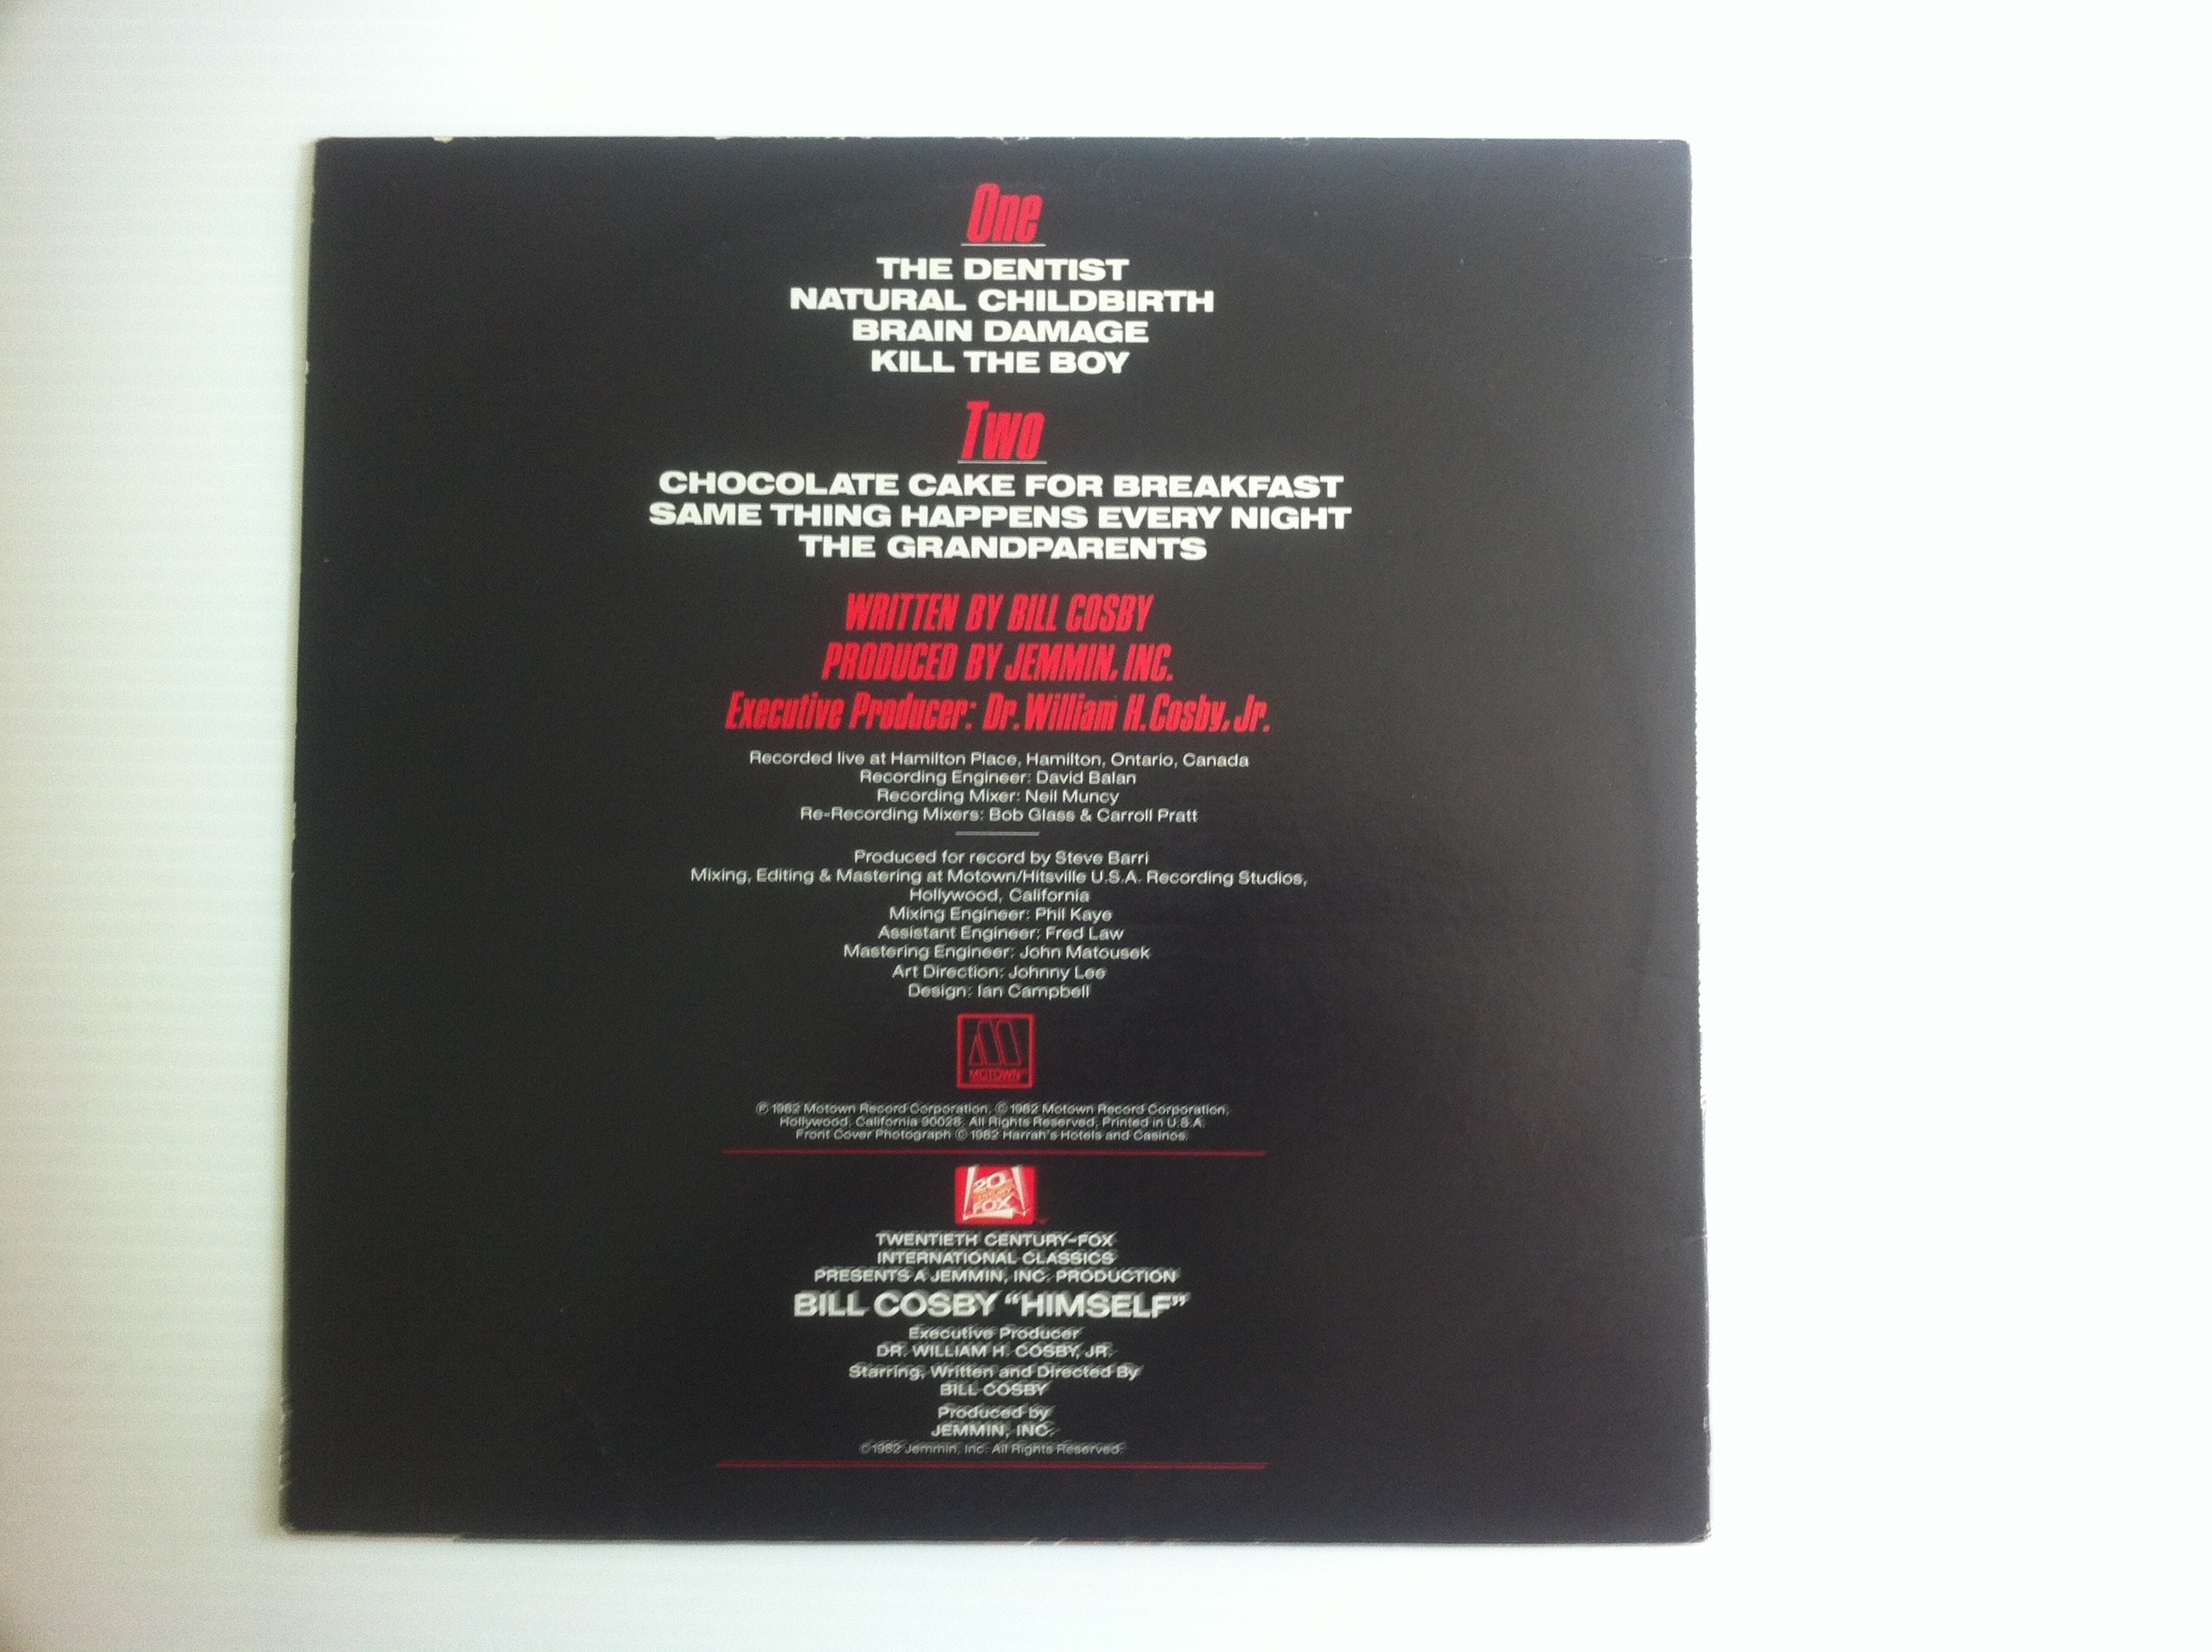 One
THE DENTIST
NATURAL CHILDBIRTH
BRAIN DAMAGE
KILL THE BOY
Two
CHOCOLATE CAKE FOR BREAKFAST
SAME THING HAPPENS EVERY NIGHT
THE GRANDPARENTS
WRITTEN BY BILL COSBY
PRODUCED BY JEMMIN, INC.
Executive Producer: Dr. William H. Cosby, Jr.
Recorded live at Hamilton Place, Hamilton, Ontario, Canada
Recording Engineer: David Balan
Recording Mixer: Neil Muncy
Re-Recording Mixers: Bob Glass & Carroll Pratt
Produced for record by Steve Barri
Mixing, Editing & Mastering at Motown/Hitsville U.S.A. Recording Studios,
Hollywood, California
Mixing Engineer: Phil Kaye
Assistant Engineer: Fred Law
Mastering Engineer: John Matousek
Art Direction: Johnny Lee
Design: Ian Campbell
M
MOTOWN®
℗ 1982 Motown Record Corporation, © 1982 Motown Record Corporation,
Hollywood, California 90028. All Rights Reserved, Printed in U.S.A.
Front Cover Photograph © 1982 Harrah's Hotels and Casinos.
20
CENTURY
FOX
TWENTIETH CENTURY-FOX
INTERNATIONAL CLASSICS
PRESENTS A JEMMIN, INC. PRODUCTION
BILL COSBY “HIMSELF”
Executive Producer
DR. WILLIAM H. COSBY, JR.
Starring, Written and Directed By
BILL COSBY
Produced by
JEMMIN, INC.
©1982 Jemmin, Inc. All Rights Reserved.